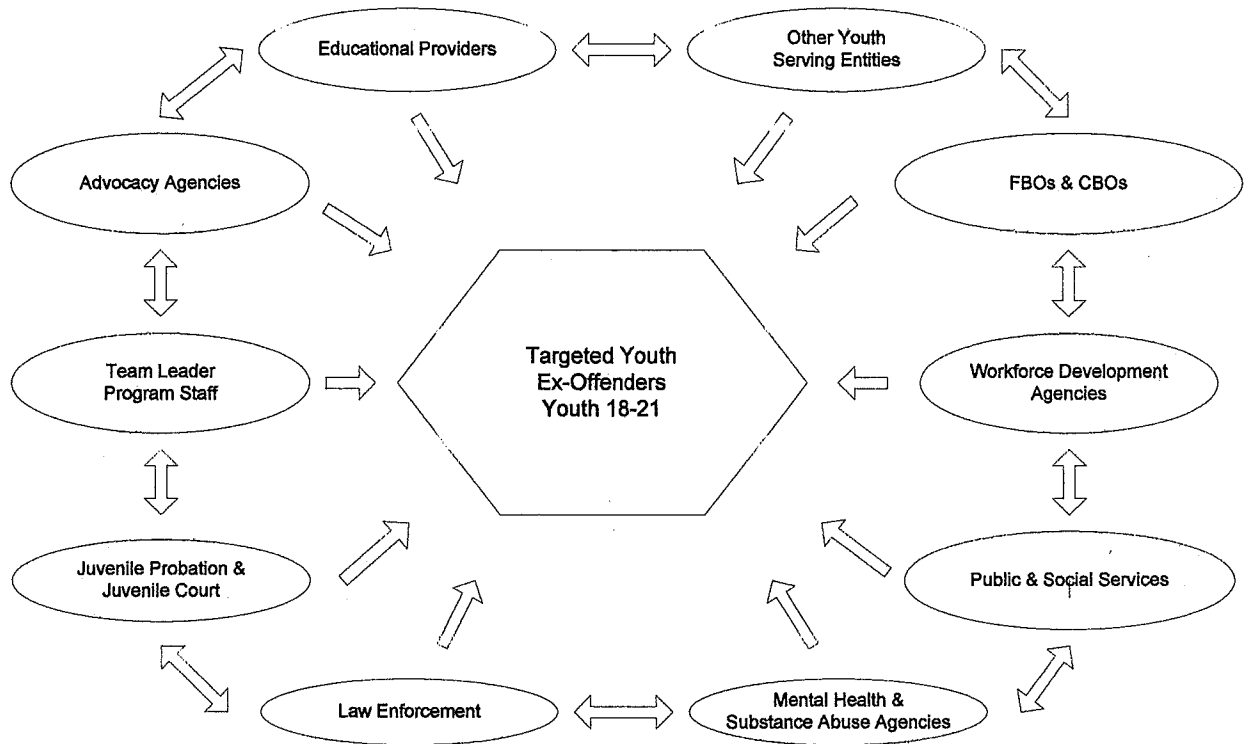 Educational Providers
Other Youth
Serving Entities
Advocacy Agencies
FBOs & CBOs
Team Leader
Program Staff
Targeted Youth
Ex-Offenders
Youth 18-21
Workforce Development
Agencies
Juvenile Probation &
Juvenile Court
Public & Social Services
Law Enforcement
Mental Health &
Substance Abuse Agencies